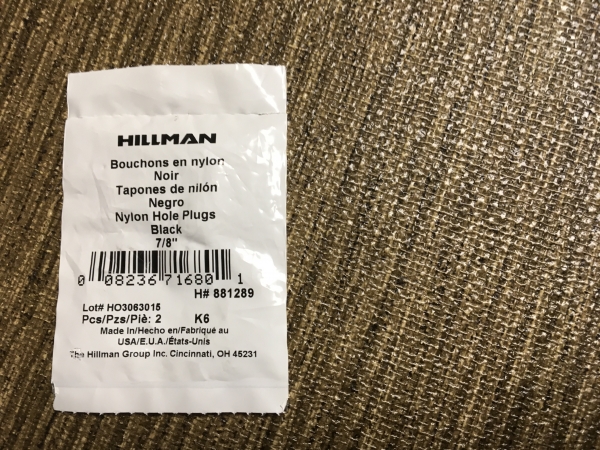 HILLMAN
Bouchons en nylon
Noir
Tapones de nilón
Negro
Nylon Hole Plugs
Black
7/8"
0 08236 71680 1
H# 881289
Lot# HO3063015
Pcs/Pzs/Piè: 2 K6
Made In/Hecho en/Fabriqué au
USA/E.U.A./États-Unis
The Hillman Group Inc. Cincinnati, OH 45231